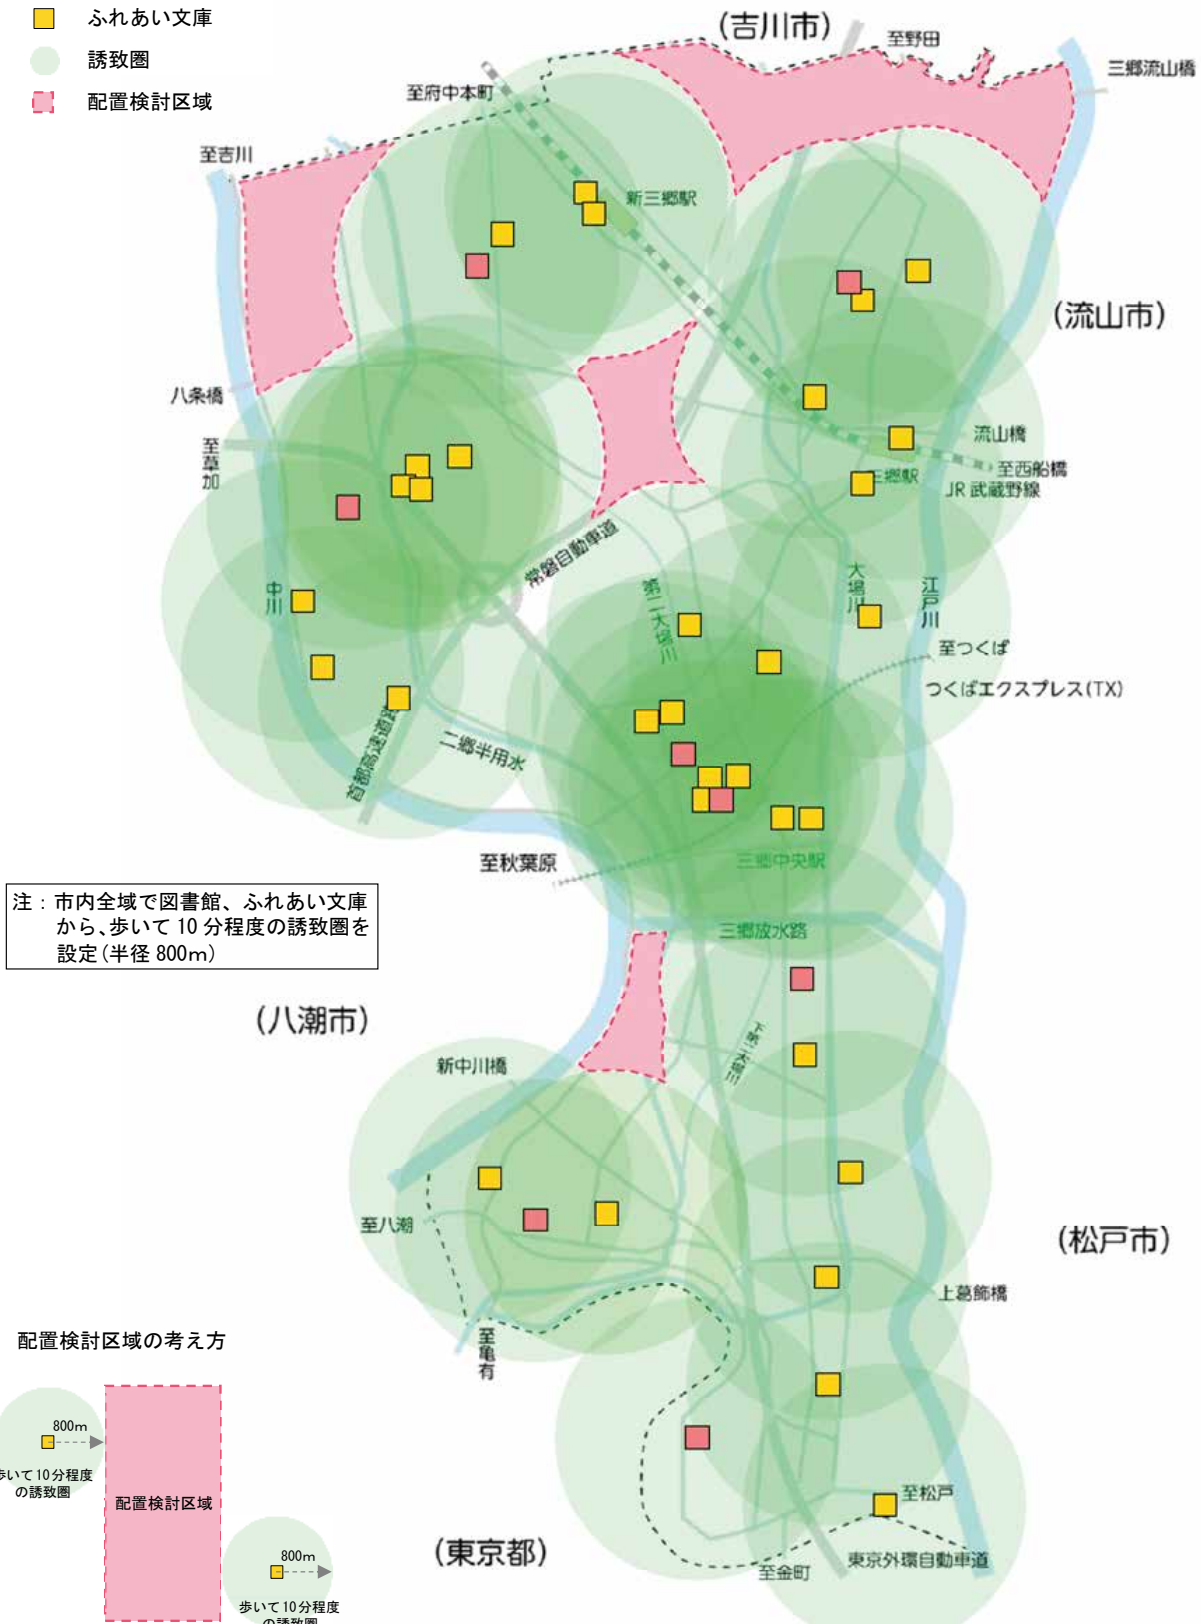 ふれあい文庫
誘致圏
配置検討区域
(吉川市)
至野田
三郷流山橋
至府中本町
至吉川
新三郷駅
(流山市)
八条橋
至草加
流山橋
至西船橋
三郷駅
JR 武蔵野線
常磐自動車道
第二大場川
大場川
江戸川
中川
至つくば
つくばエクスプレス(TX)
二郷半用水
首都高速道路
至秋葉原
三郷中央駅
注：市内全域で図書館、ふれあい文庫
から、歩いて 10 分程度の誘致圏を
設定(半径 800m)
三郷放水路
(八潮市)
下第二大場川
新中川橋
至八潮
(松戸市)
上葛飾橋
至亀有
配置検討区域の考え方
800m
歩いて 10 分程度
の誘致圏
配置検討区域
800m
歩いて 10 分程度
の誘致圏
至松戸
(東京都)
東京外環自動車道
至金町